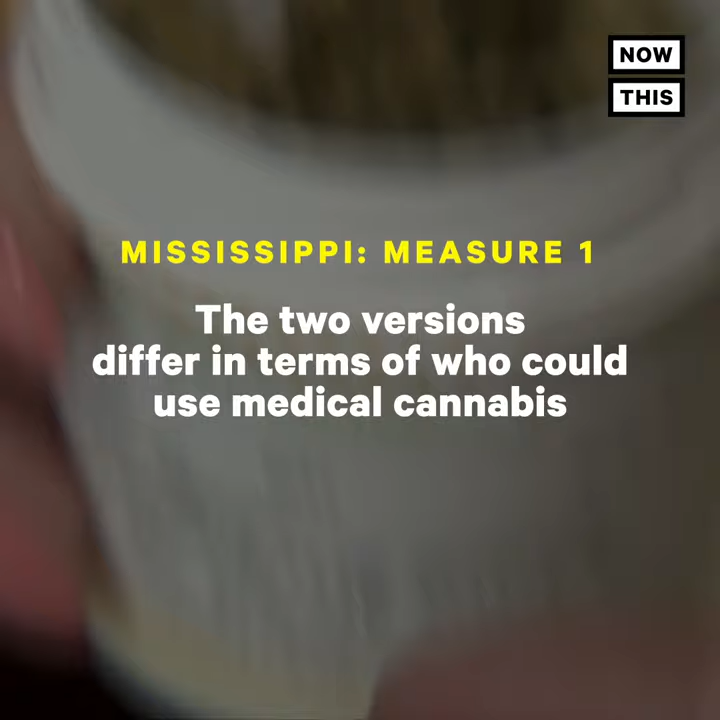 NOW
THIS
MISSISSIPPI: MEASURE 1
The two versions
differ in terms of who could
use medical cannabis